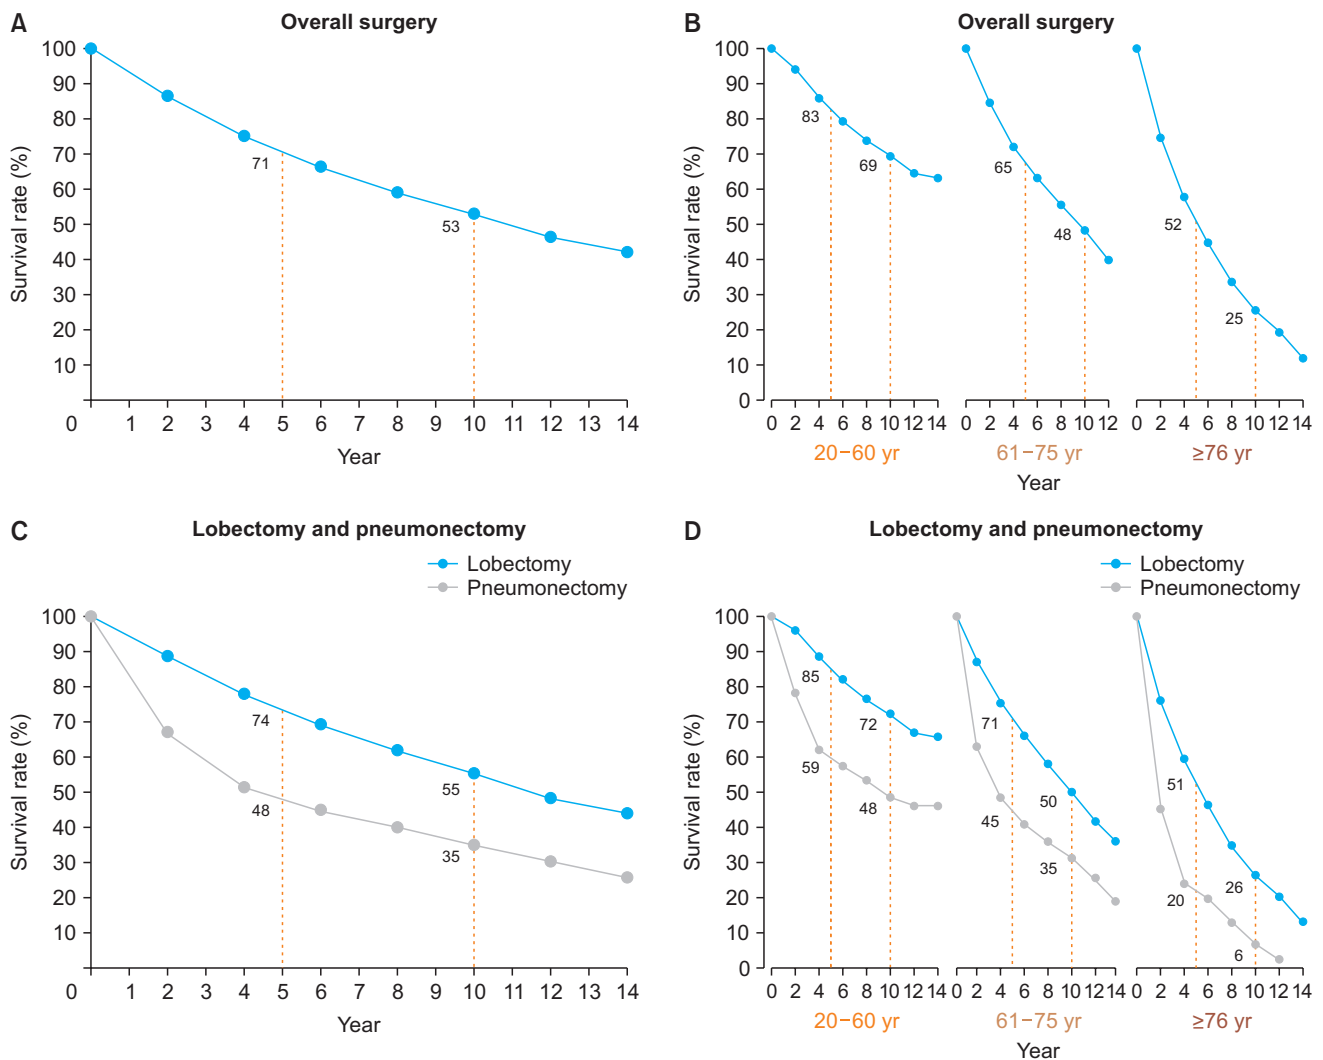 A
Overall surgery
Survival rate (%)
100
90
80
70
60
50
40
30
20
10
71
53
0 1 2 3 4 5 6 7 8 9 10 11 12 13 14
Year
B
Overall surgery
Survival rate (%)
100
90
80
70
60
50
40
30
20
10
0
83
69
65
48
52
25
0 2 4 6 8 10 12 14
0 2 4 6 8 10 12
0 2 4 6 8 10 12 14
20−60 yr
61−75 yr
≥76 yr
Year
C
Lobectomy and pneumonectomy
Lobectomy
Pneumonectomy
Survival rate (%)
100
90
80
70
60
50
40
30
20
10
74
48
55
35
0 1 2 3 4 5 6 7 8 9 10 11 12 13 14
Year
D
Lobectomy and pneumonectomy
Lobectomy
Pneumonectomy
Survival rate (%)
100
90
80
70
60
50
40
30
20
10
0
85
72
59
48
71
50
45
35
51
26
20
6
0 2 4 6 8 10 12 14
0 2 4 6 8 10 12 14
0 2 4 6 8 10 12 14
20−60 yr
61−75 yr
≥76 yr
Year